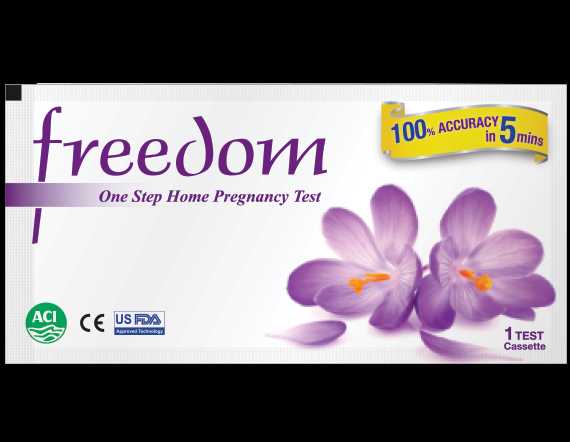 freedom
One Step Home Pregnancy Test
100% ACCURACY
in 5 mins
ACI
CE
US FDA
Approved Technology
1 TEST
Cassette